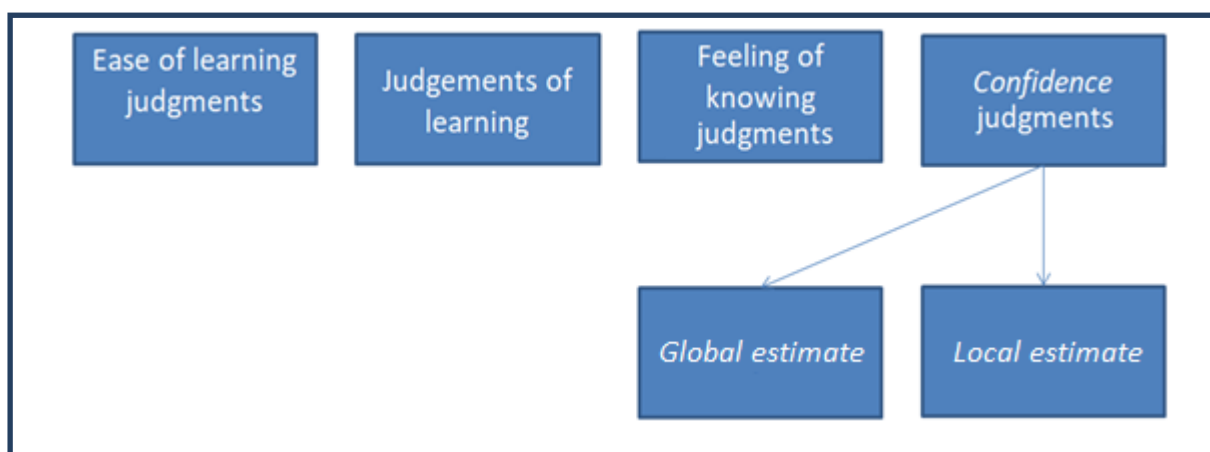 Ease of learning
judgments
Judgements of
learning
Feeling of
knowing
judgments
Confidence
judgments
Global estimate
Local estimate